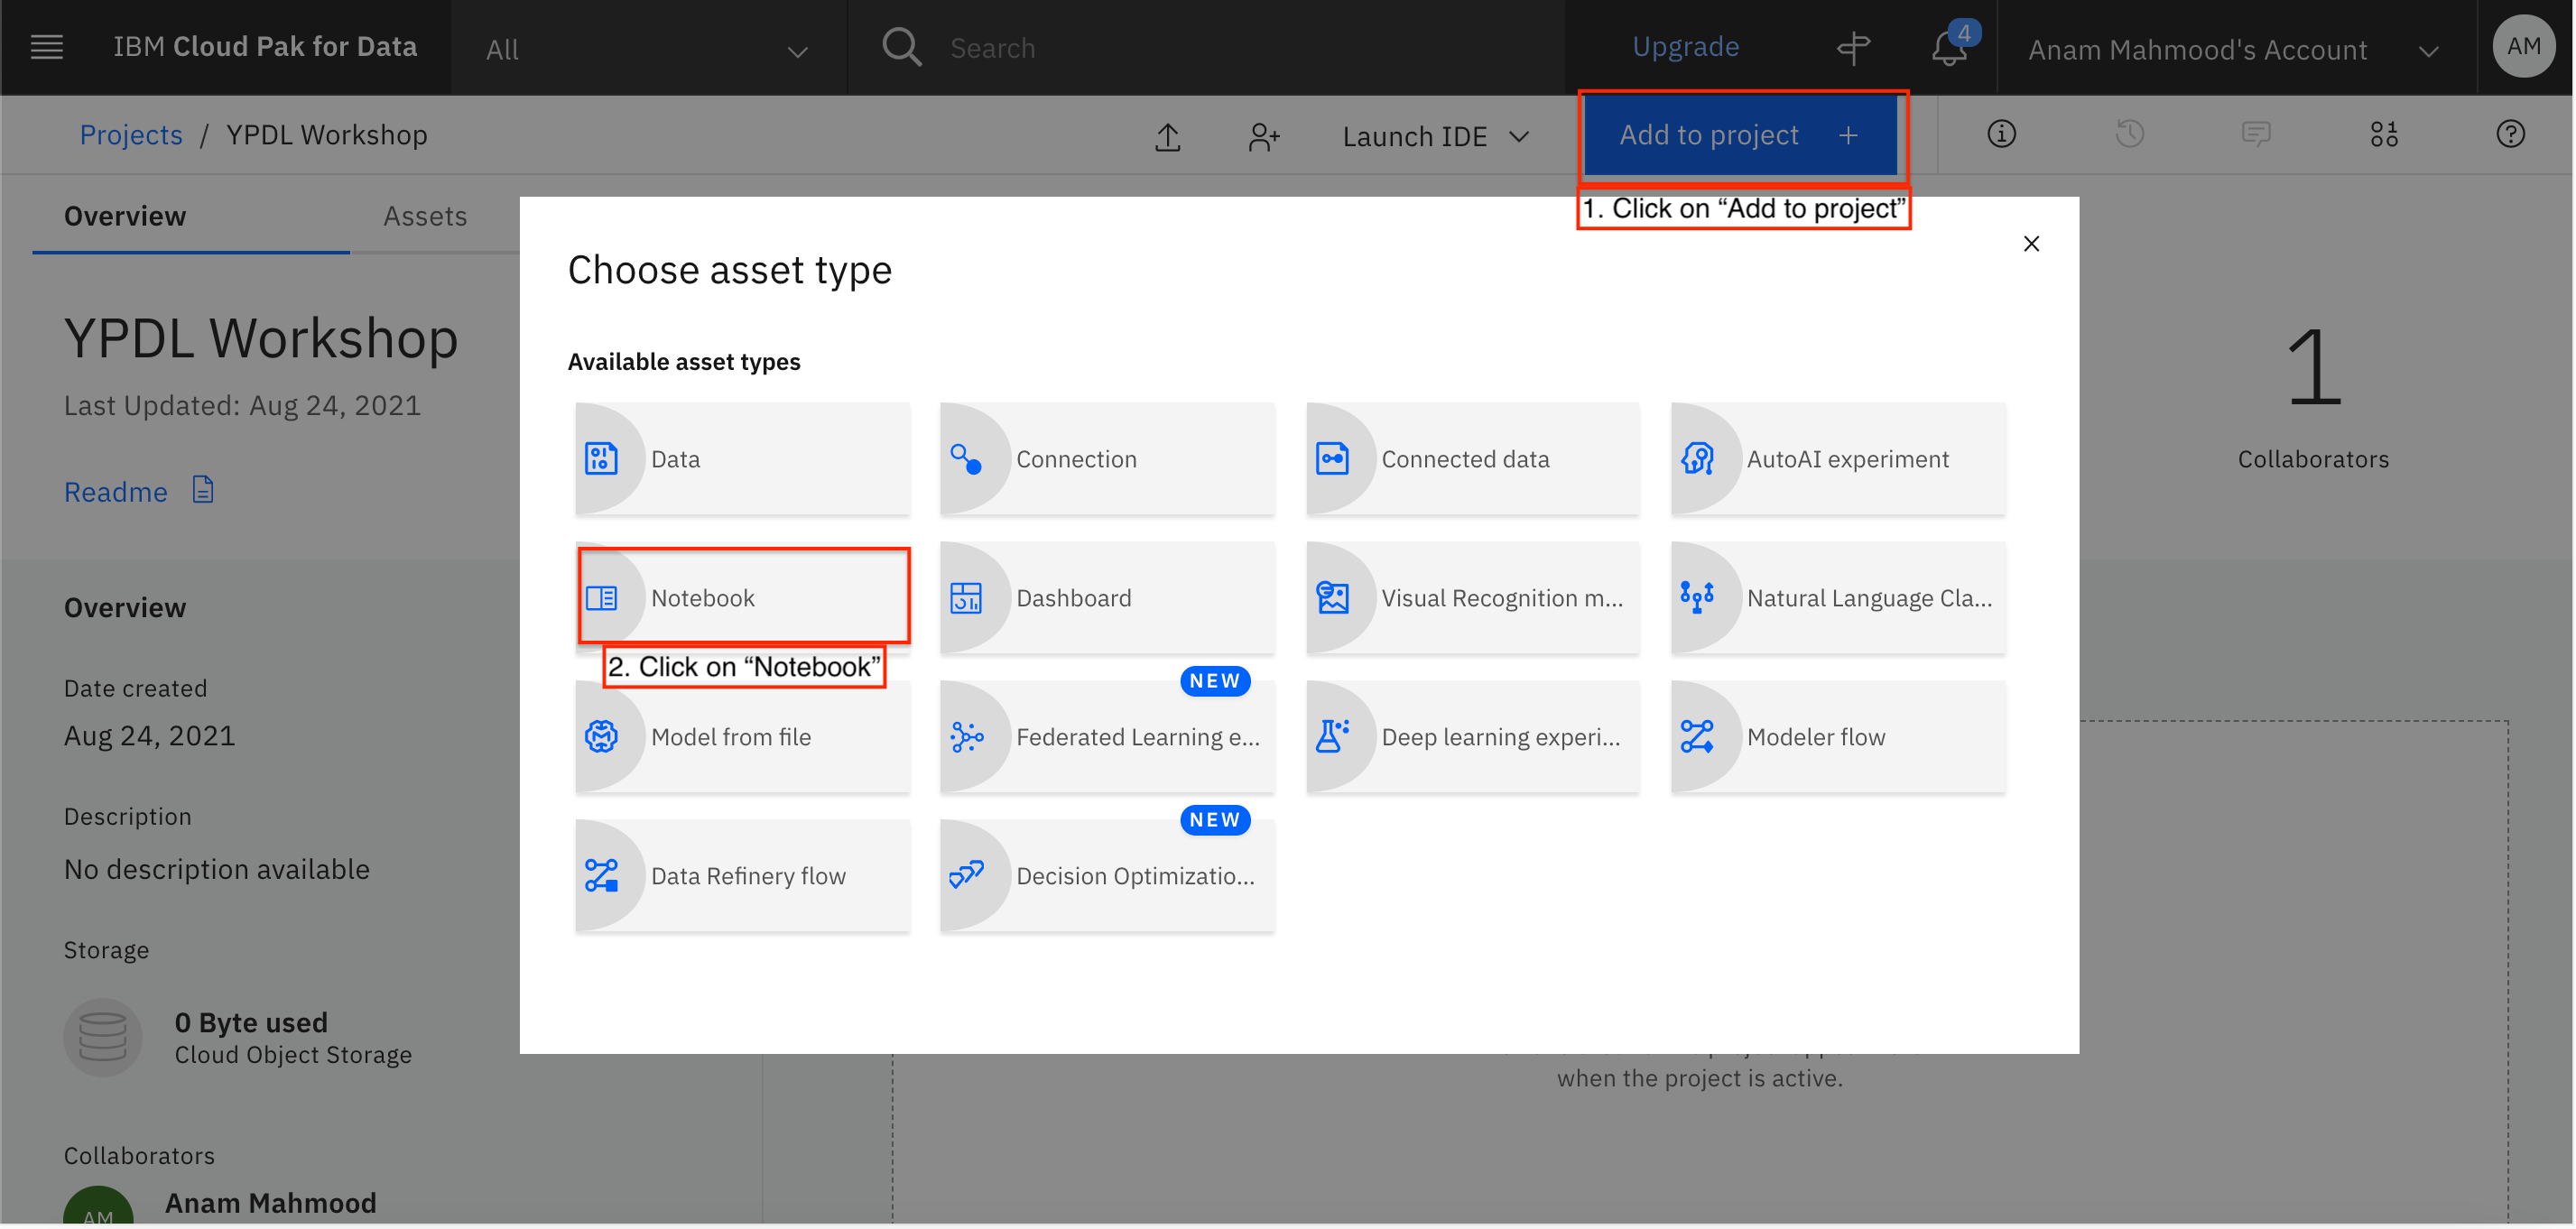 IBM Cloud Pak for Data
All
Search
Upgrade
4
Anam Mahmood's Account
AM
Projects / YPDL Workshop
Launch IDE
Add to project +
1. Click on “Add to project”
Overview
Assets
Choose asset type
YPDL Workshop
Last Updated: Aug 24, 2021
Readme
1
Collaborators
Available asset types
Data
Connection
Connected data
AutoAI experiment
Notebook
Dashboard
Visual Recognition m...
Natural Language Cla...
2. Click on “Notebook”
NEW
Model from file
Federated Learning e...
Deep learning experi...
Modeler flow
NEW
Data Refinery flow
Decision Optimizatio...
Overview
Date created
Aug 24, 2021
Description
No description available
Storage
0 Byte used
Cloud Object Storage
when the project is active.
Collaborators
AM
Anam Mahmood